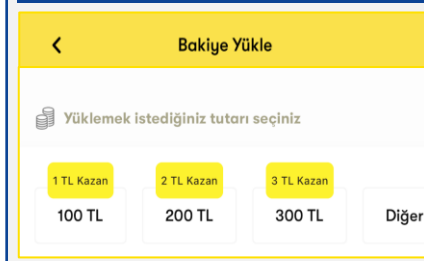 Bakiye Yükle
Yüklemek istediğiniz tutarı seçiniz
1 TL Kazan 2 TL Kazan 3 TL Kazan
100 TL 200 TL 300 TL Diğer